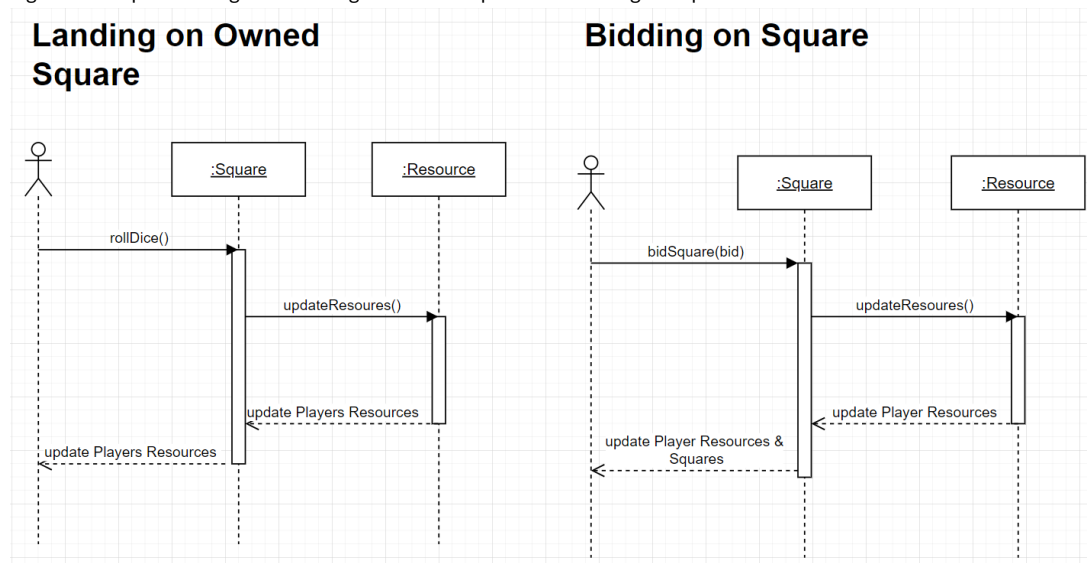 Landing on Owned
Square
:Square
:Resource
rollDice()
updateResoures()
update Players Resources
update Players Resources
Bidding on Square
:Square
:Resource
bidSquare(bid)
updateResoures()
update Player Resources
update Player Resources &
Squares